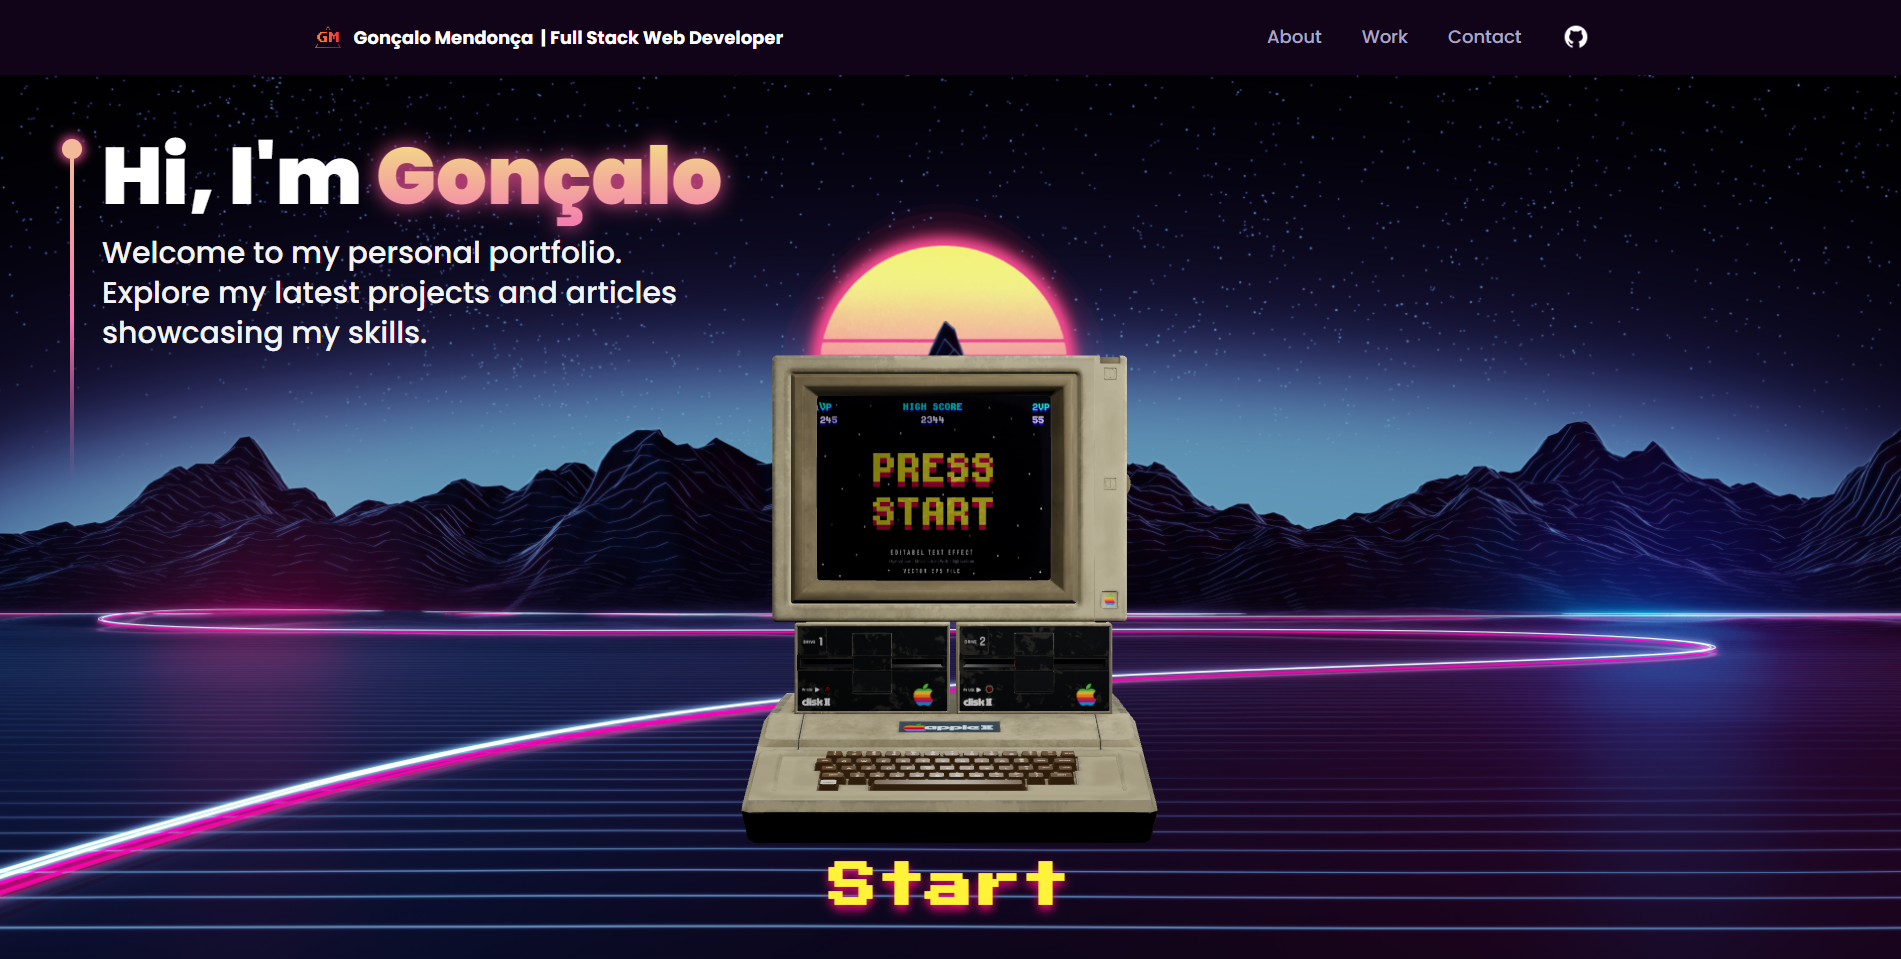 GM
Gonçalo Mendonça | Full Stack Web Developer
About
Work
Contact
Hi, I'm Gonçalo
Welcome to my personal portfolio.
Explore my latest projects and articles
showcasing my skills.
HIGH SCORE
2UP
245
2344
55
PRESS
START
EDITABEL TEXT EFFECT
VECTOR EPS FILE
DRIVE 1
DRIVE 2
disk II
disk II
apple II
Start